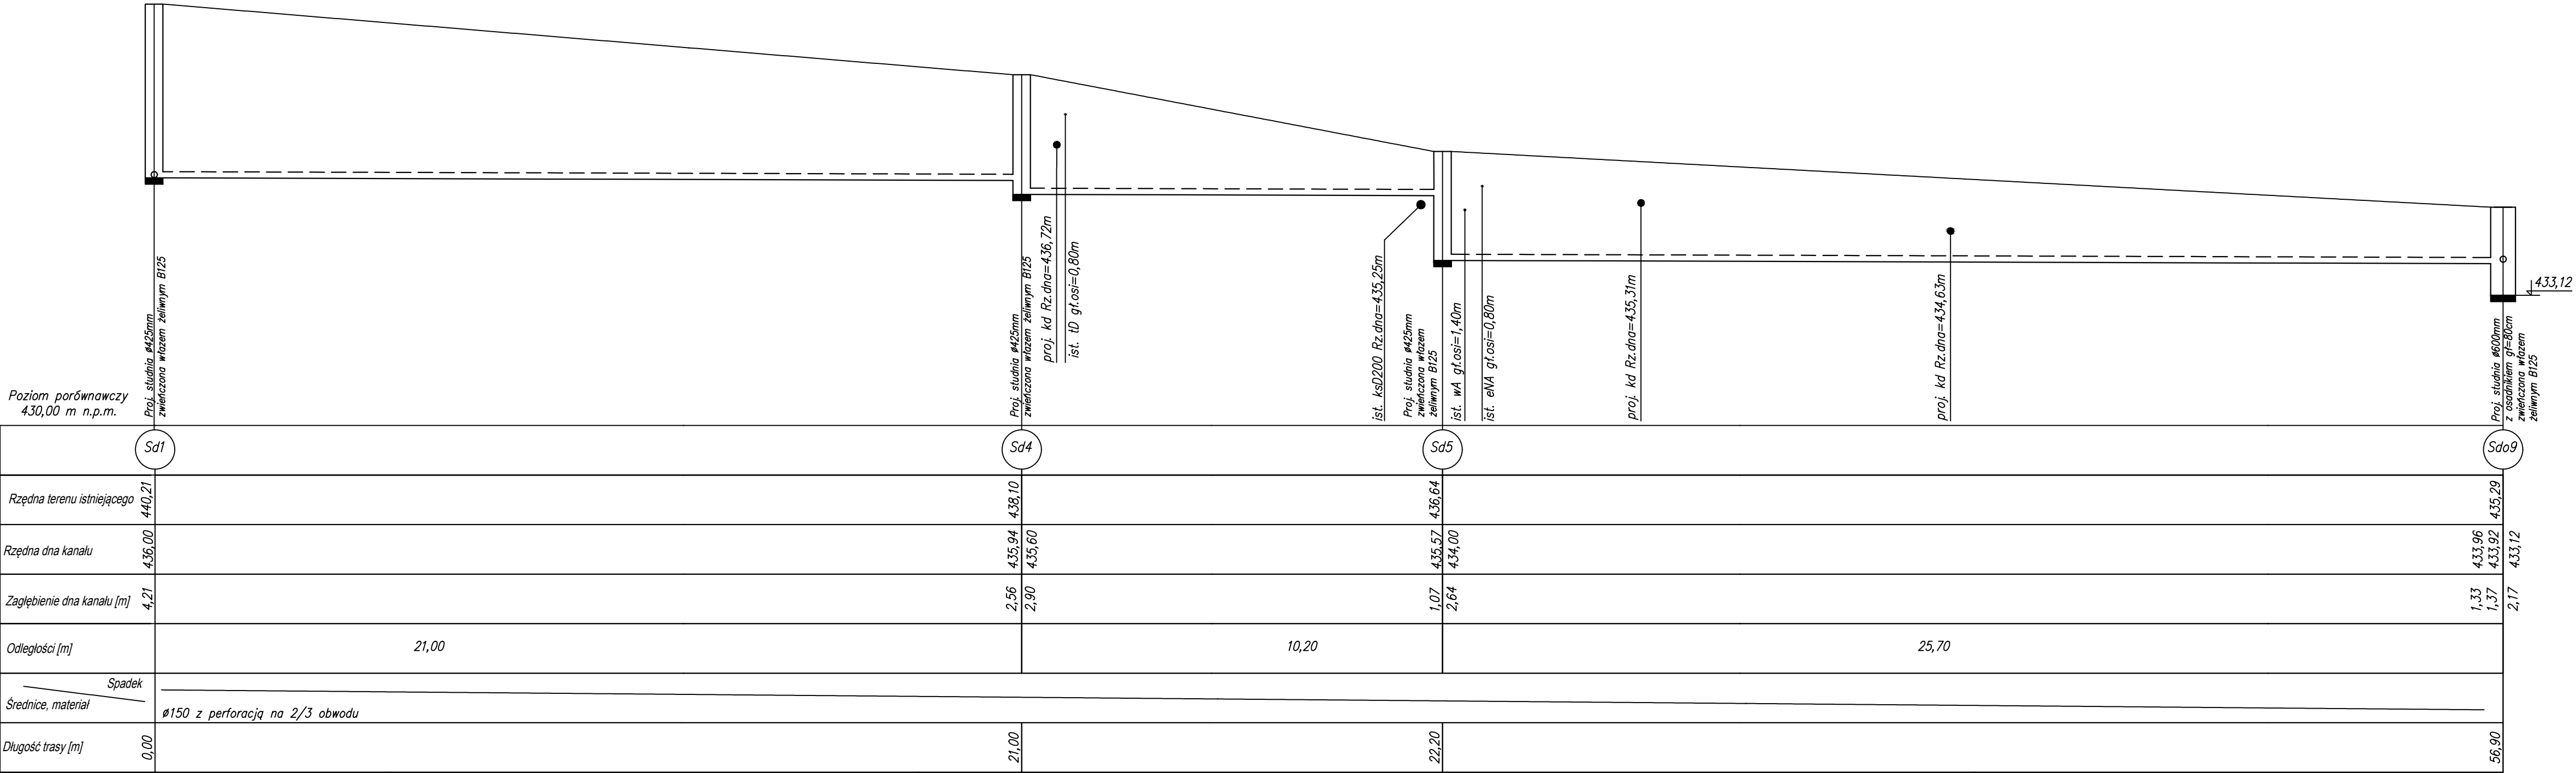 Proj. studnia ø425mm
zwieńczona włazem żeliwnym B125
Proj. studnia ø425mm
zwieńczona włazem żeliwnym B125
proj. kd Rz.dna=436,72m
ist. tD gł.osi=0,80m
ist. ksD200 Rz.dna=435,25m
Proj. studnia ø425mm
zwieńczona włazem
żeliwnym B125
ist. wA gł.osi=1,40m
ist. eNA gł.osi=0,80m
proj. kd Rz.dna=435,31m
proj. kd Rz.dna=434,63m
Proj. studnia ø600mm
z osadnikiem gł=80cm
zwieńczona włazem
żeliwnym B125
433,12
Poziom porównawczy
430,00 m n.p.m.
Sd1 Sd4 Sd5 Sdo9
Rzędna terenu istniejącego 440,21 438,10 436,64 435,29
Rzędna dna kanału 436,00 435,94 435,60 435,57 434,00 433,96 433,92 433,12
Zagłębienie dna kanału [m] 4,21 2,56 2,90 1,07 2,64 1,33 1,37 2,17
Odległości [m] 21,00 10,20 25,70
Spadek
Średnice, materiał
ø150 z perforacją na 2/3 obwodu
Długość trasy [m] 0,00 21,00 22,20 56,90